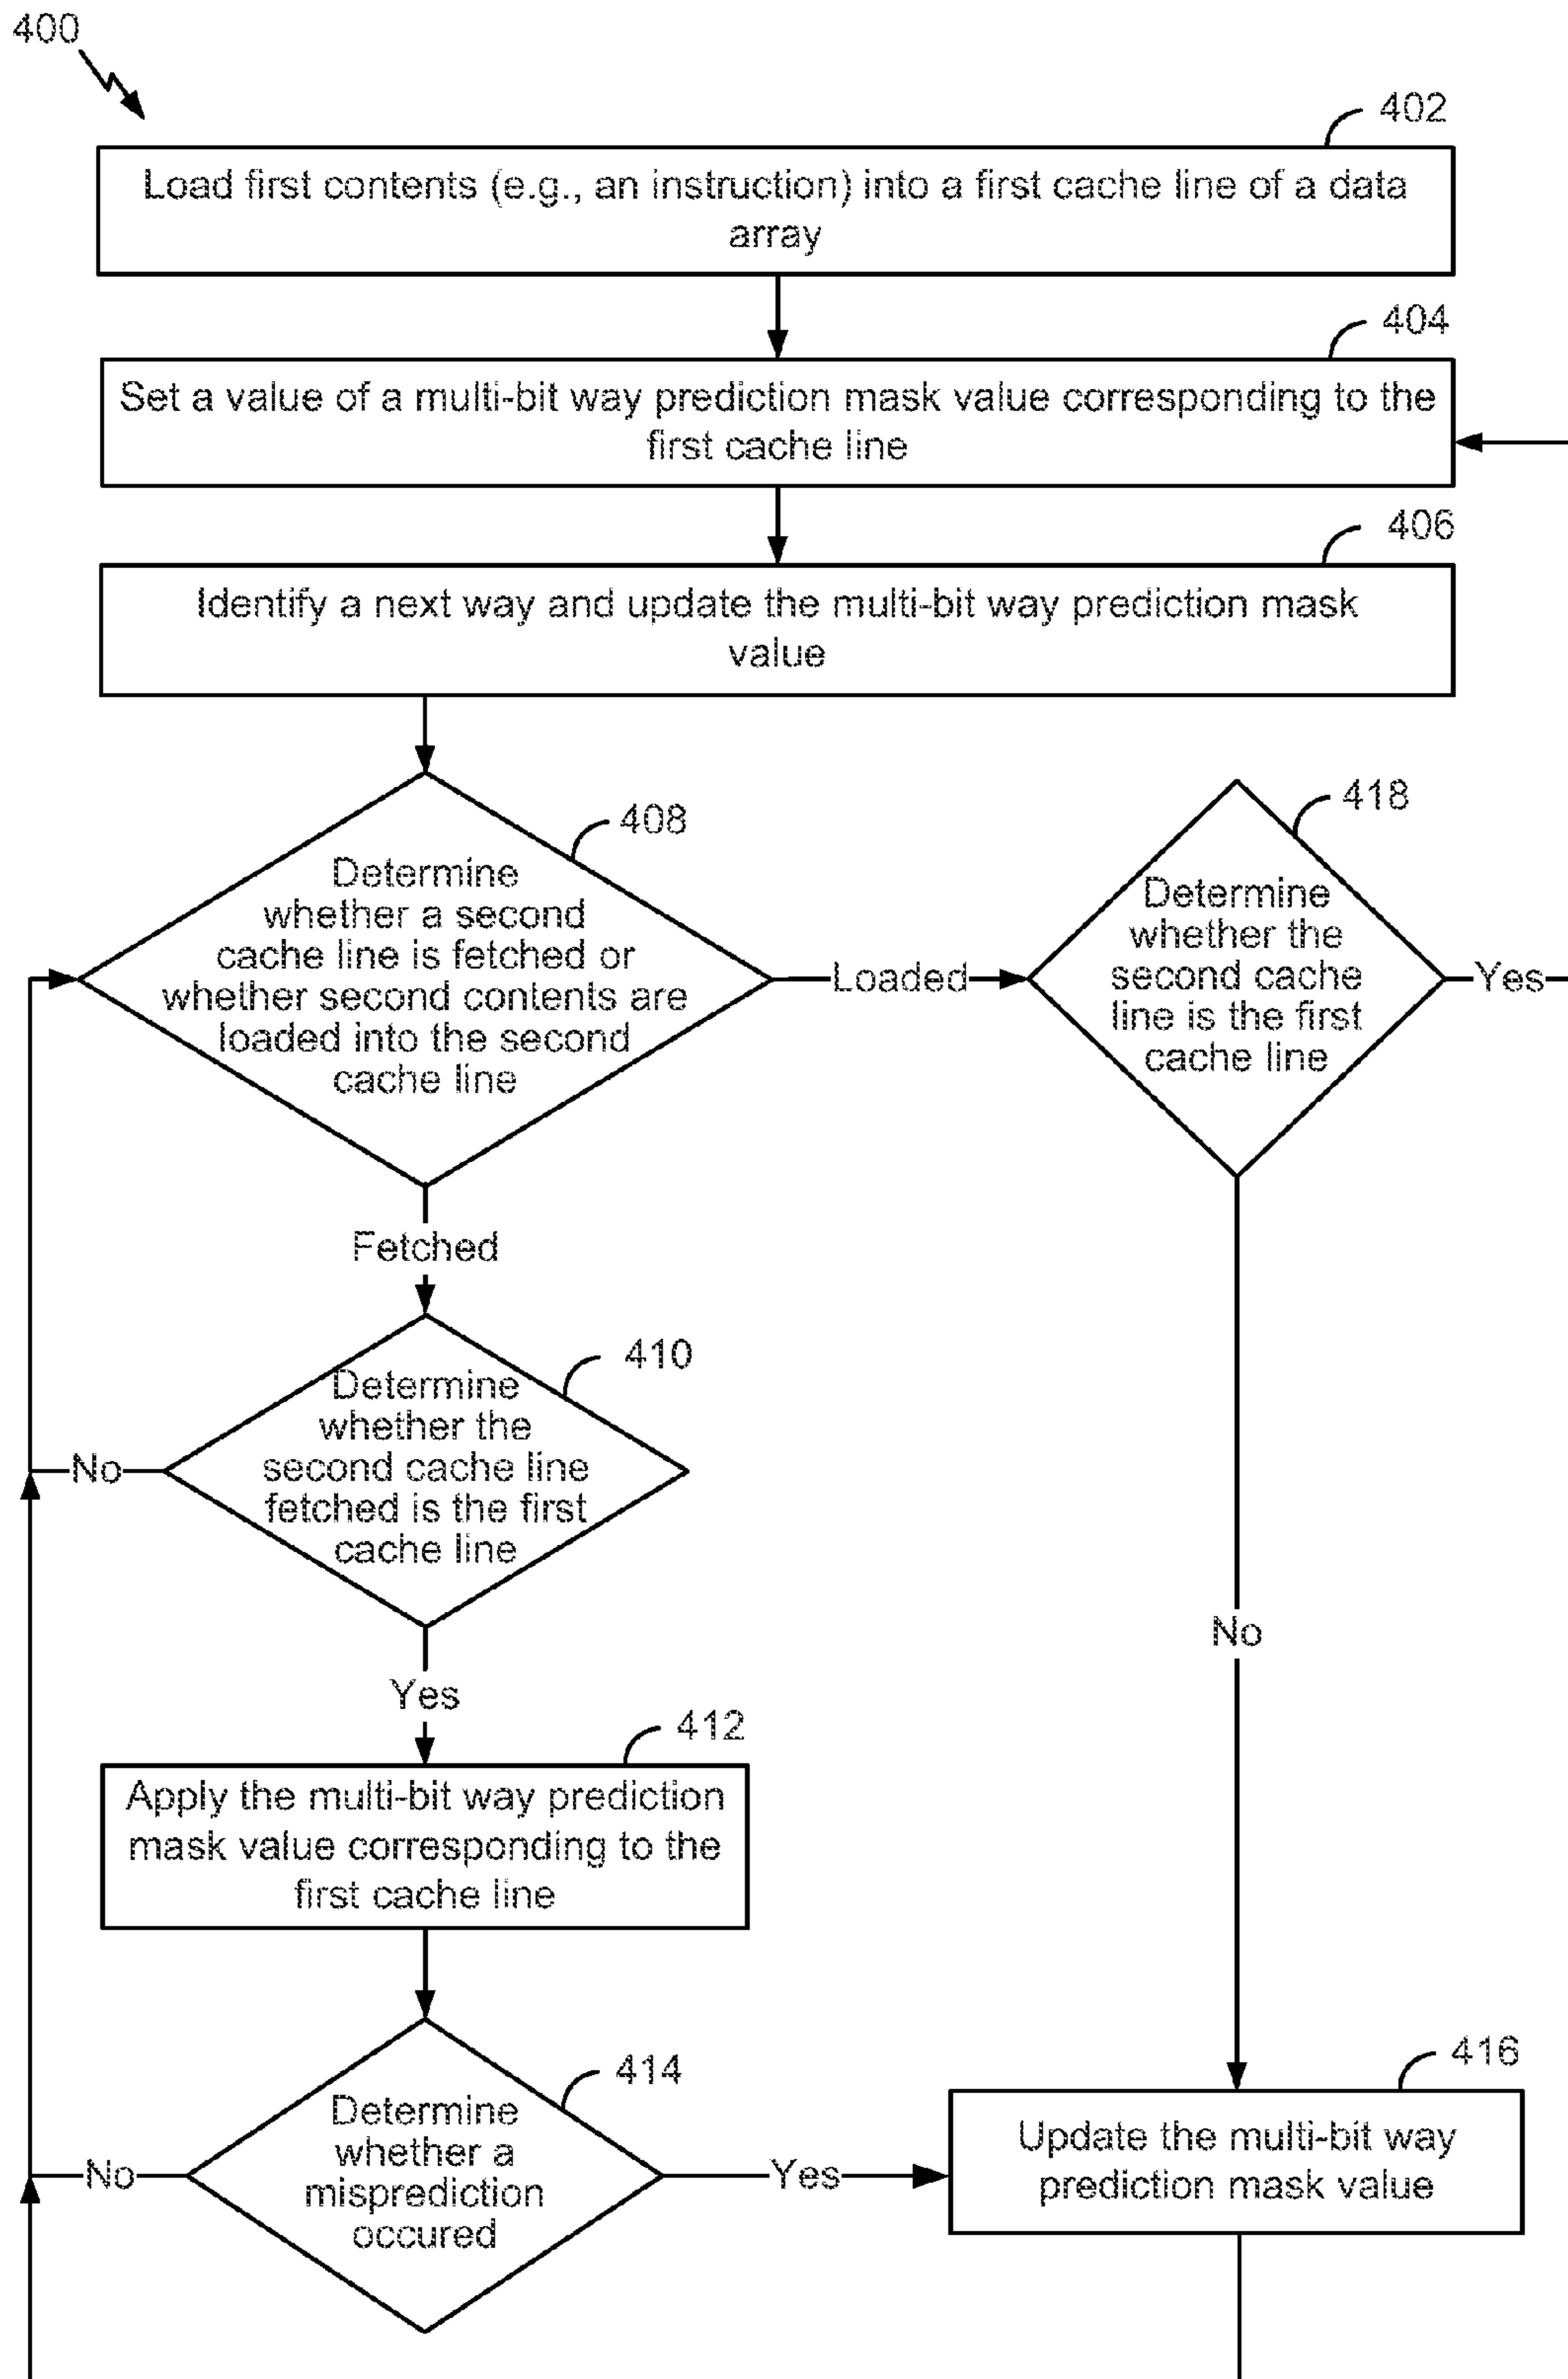 400
402
Load first contents (e.g., an instruction) into a first cache line of a data
array
404
Set a value of a multi-bit way prediction mask value corresponding to the
first cache line
406
Identify a next way and update the multi-bit way prediction mask
value
408
Determine
whether a second
cache line is fetched or
whether second contents are
loaded into the second
cache line
Loaded
418
Determine
whether the
second cache
line is the first
cache line
Yes
Fetched
410
Determine
whether the
second cache line
fetched is the first
cache line
No
Yes
No
412
Apply the multi-bit way prediction
mask value corresponding to the
first cache line
414
Determine
whether a
misprediction
occured
No
Yes
416
Update the multi-bit way
prediction mask value